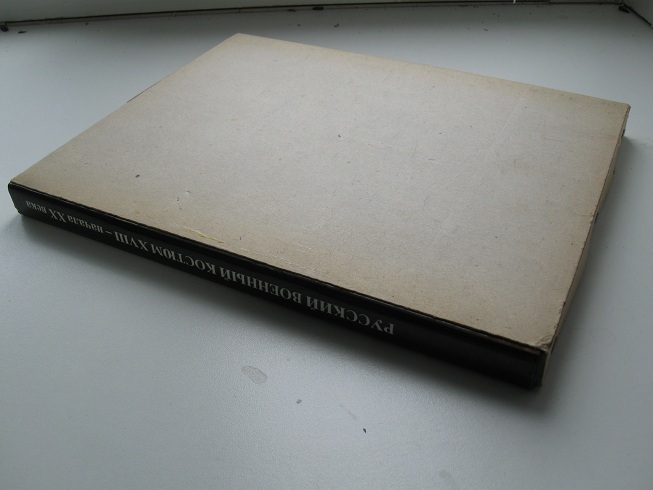 РУССКИЙ ВОЕННЫЙ КОСТЮМ XVIII – начала XX века